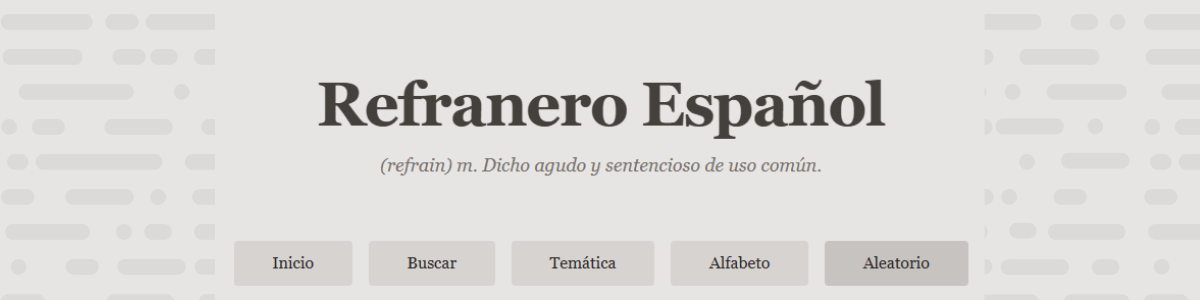 Refranero Español
(refrain) m. Dicho agudo y sentencioso de uso común.
Inicio Buscar Temática Alfabeto Aleatorio